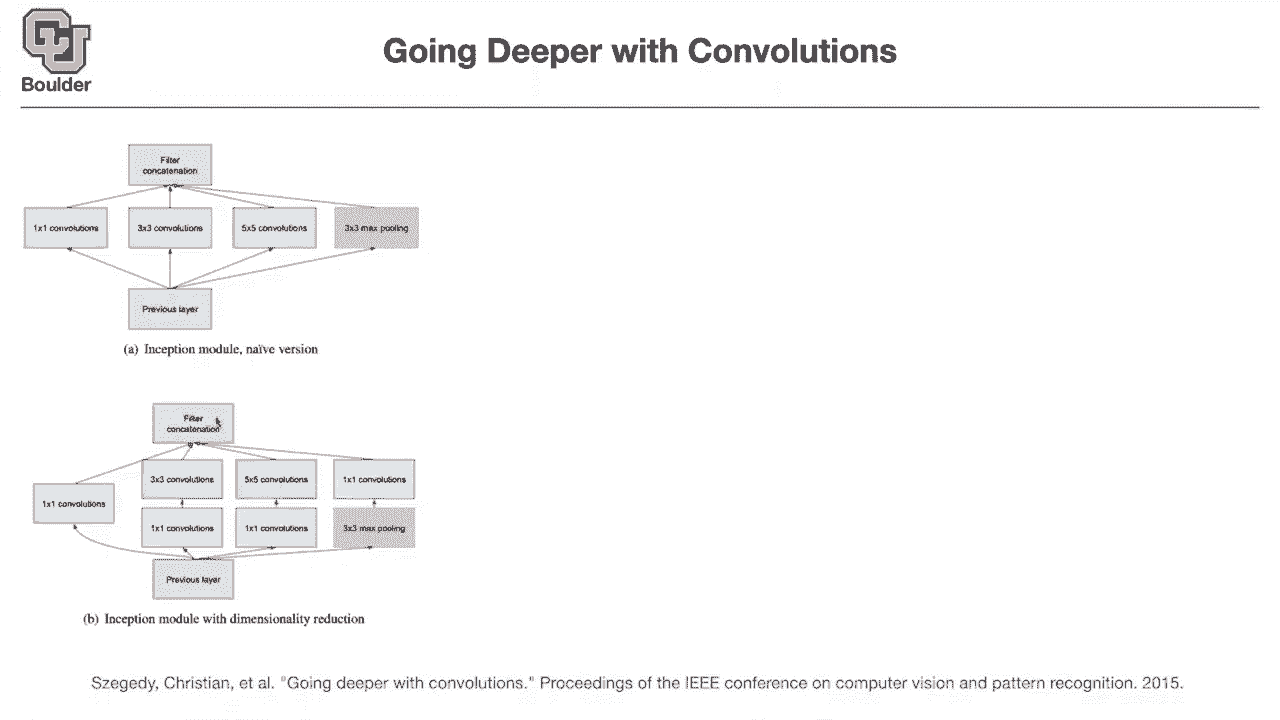 Boulder
Going Deeper with Convolutions
Filter
concatenation
1x1 convolutions
3x3 convolutions
5x5 convolutions
3x3 max pooling
Previous layer
(a) Inception module, naïve version
Filter
concatenation
3x3 convolutions
5x5 convolutions
1x1 convolutions
1x1 convolutions
1x1 convolutions
1x1 convolutions
3x3 max pooling
Previous layer
(b) Inception module with dimensionality reduction
Szegedy, Christian, et al. "Going deeper with convolutions." Proceedings of the IEEE conference on computer vision and pattern recognition. 2015.